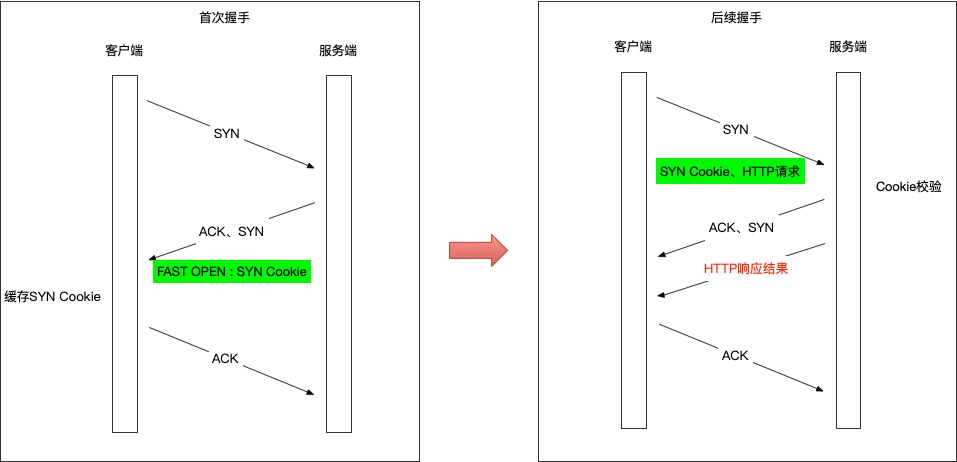 首次握手
客户端
服务端
SYN
ACK、SYN
FAST OPEN : SYN Cookie
缓存SYN Cookie
ACK
后续握手
客户端
服务端
SYN
SYN Cookie、HTTP请求
Cookie校验
ACK、SYN
HTTP响应结果
ACK